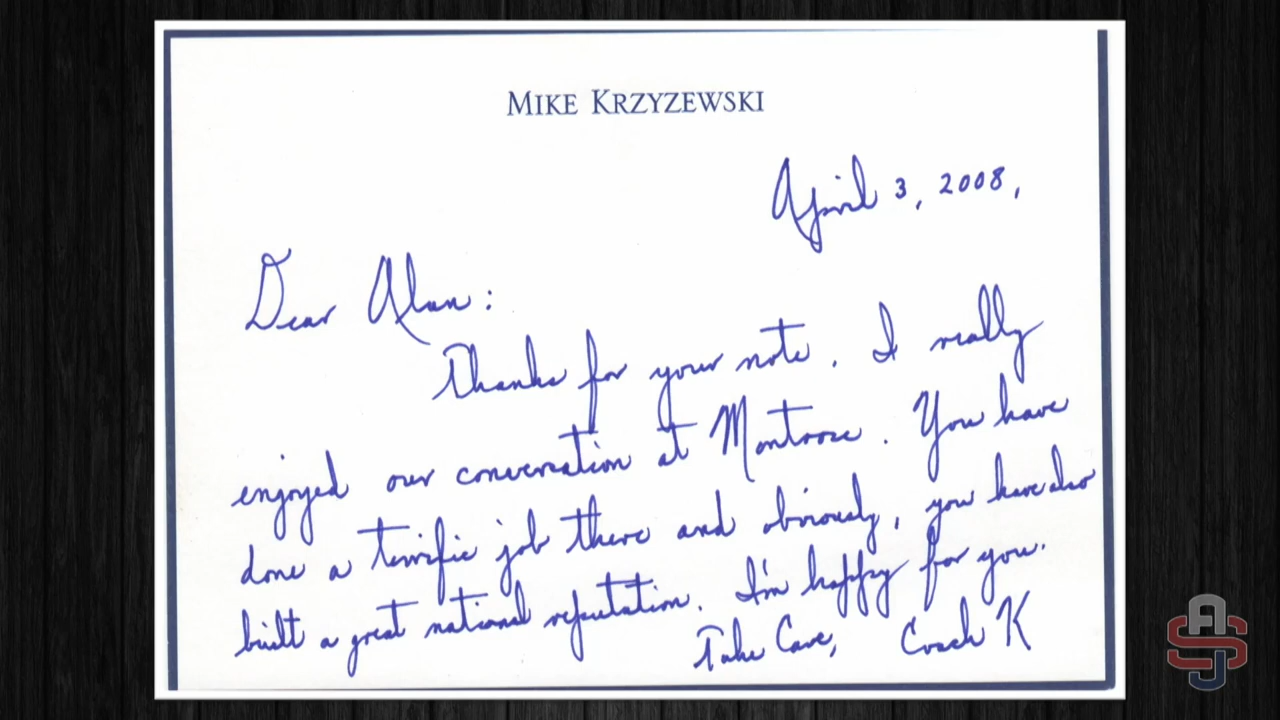 MIKE KRZYZEWSKI
April 3, 2008,
Dear Alan:
Thanks for your note. I really
enjoyed our conversation at Montrose. You have
done a terrific job there and obviously, you have also
built a great national reputation. I'm happy for you.
Take Care, Coach K
ASJ